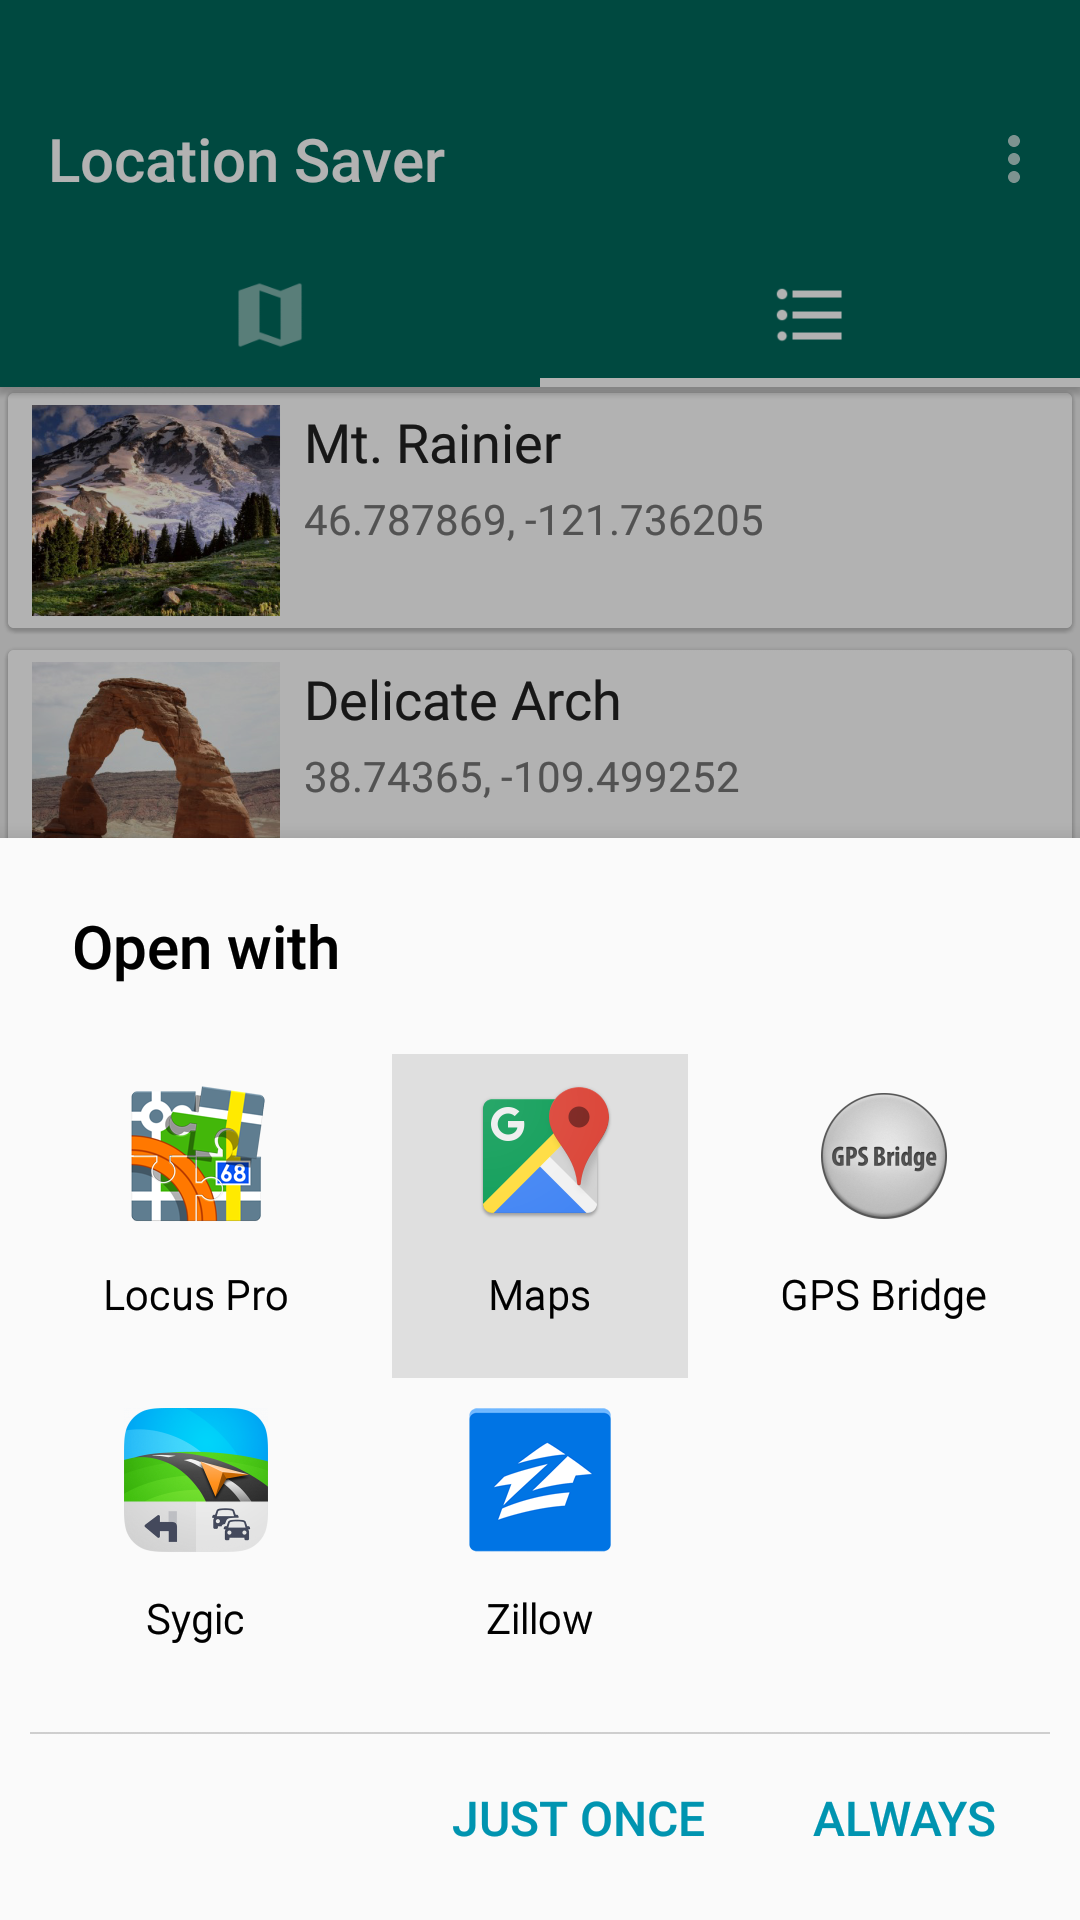 Location Saver
Mt. Rainier
46.787869, -121.736205
Delicate Arch
38.74365, -109.499252
Open with
G
68
GPS Bridge
Locus Pro
Maps
GPS Bridge
Sygic
Zillow
JUST ONCE
ALWAYS